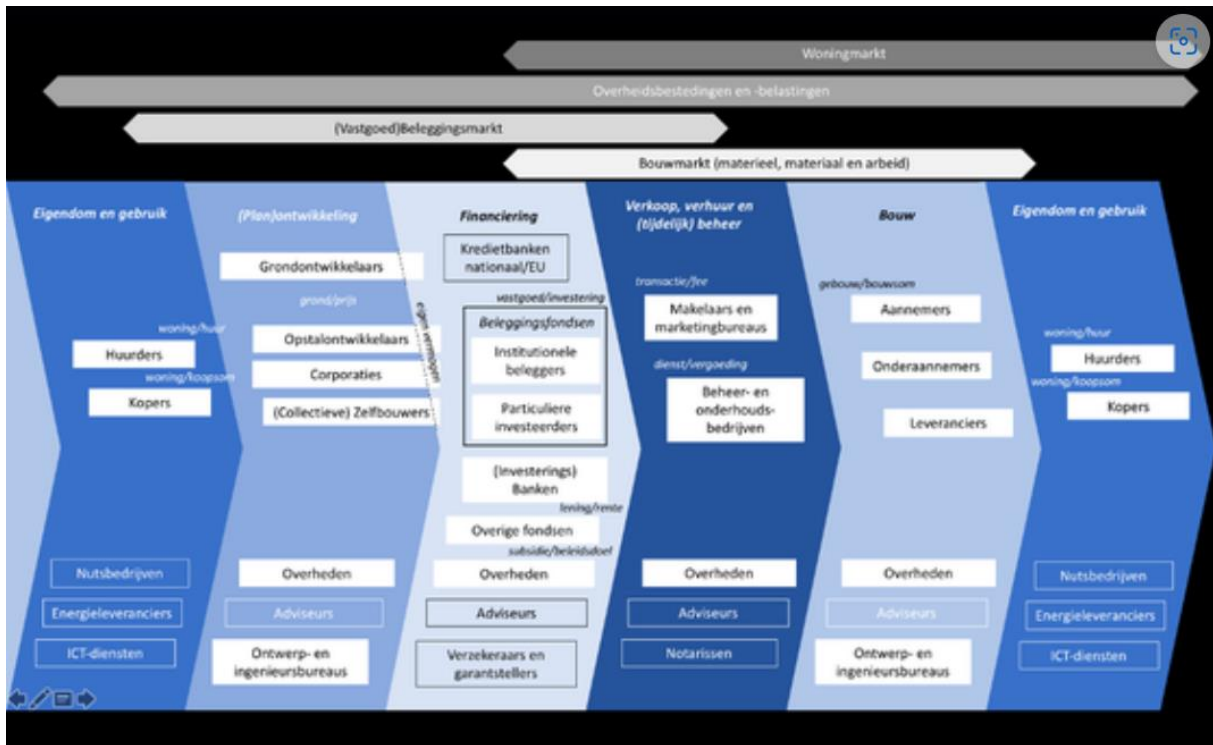 Woningmarkt
Overheidsbestedingen en -belastingen
(Vastgoed)Beleggingsmarkt
Bouwmarkt (materieel, materiaal en arbeid)
Eigendom en gebruik
woning/huur
Huurders
woning/koopsom
Kopers
Nutsbedrijven
Energieleveranciers
ICT-diensten
(Plan)ontwikkeling
Grondontwikkelaars
grond/prijs
Opstalontwikkelaars
Corporaties
(Collectieve) Zelfbouwers
eigen vermogen
Overheden
Adviseurs
Ontwerp- en
ingenieursbureaus
Financiering
Kredietbanken
nationaal/EU
vastgoed/investering
Beleggingsfondsen
Institutionele
beleggers
Particuliere
investeerders
(Investerings)
Banken
lening/rente
Overige fondsen
subsidie/beleidsdoel
Overheden
Adviseurs
Verzekeraars en
garantstellers
Verkoop, verhuur en
(tijdelijk) beheer
transactie/fee
Makelaars en
marketingbureaus
dienst/vergoeding
Beheer- en
onderhouds-
bedrijven
Overheden
Adviseurs
Notarissen
Bouw
gebouw/bouwsom
Aannemers
Onderaannemers
Leveranciers
Overheden
Adviseurs
Ontwerp- en
ingenieursbureaus
Eigendom en gebruik
woning/huur
Huurders
woning/koopsom
Kopers
Nutsbedrijven
Energieleveranciers
ICT-diensten